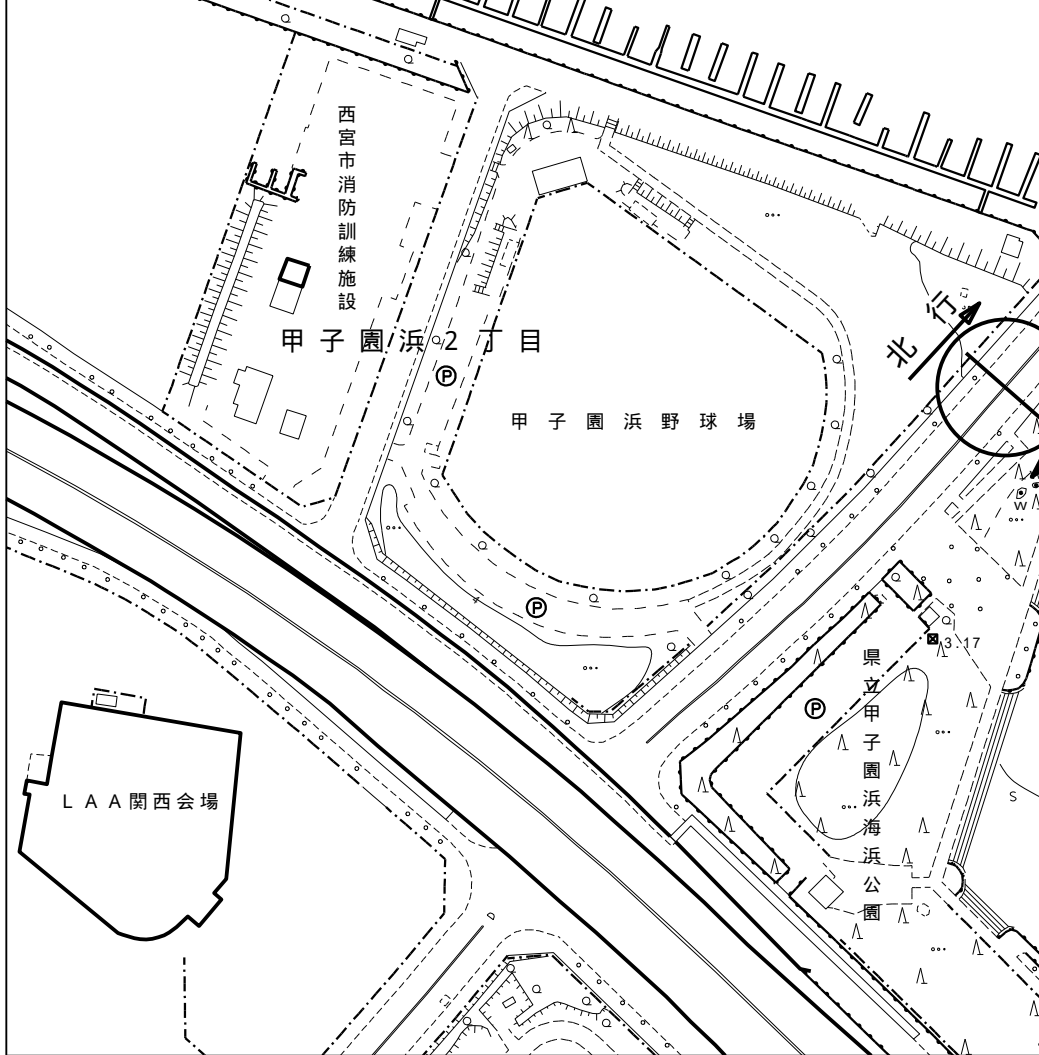 西宮市消防訓練施設
甲子園浜2丁目
北行
Ⓟ
甲子園浜野球場
W
Ⓟ
3.17
県立甲子園浜海浜公園
Ⓟ
LAA関西会場
S